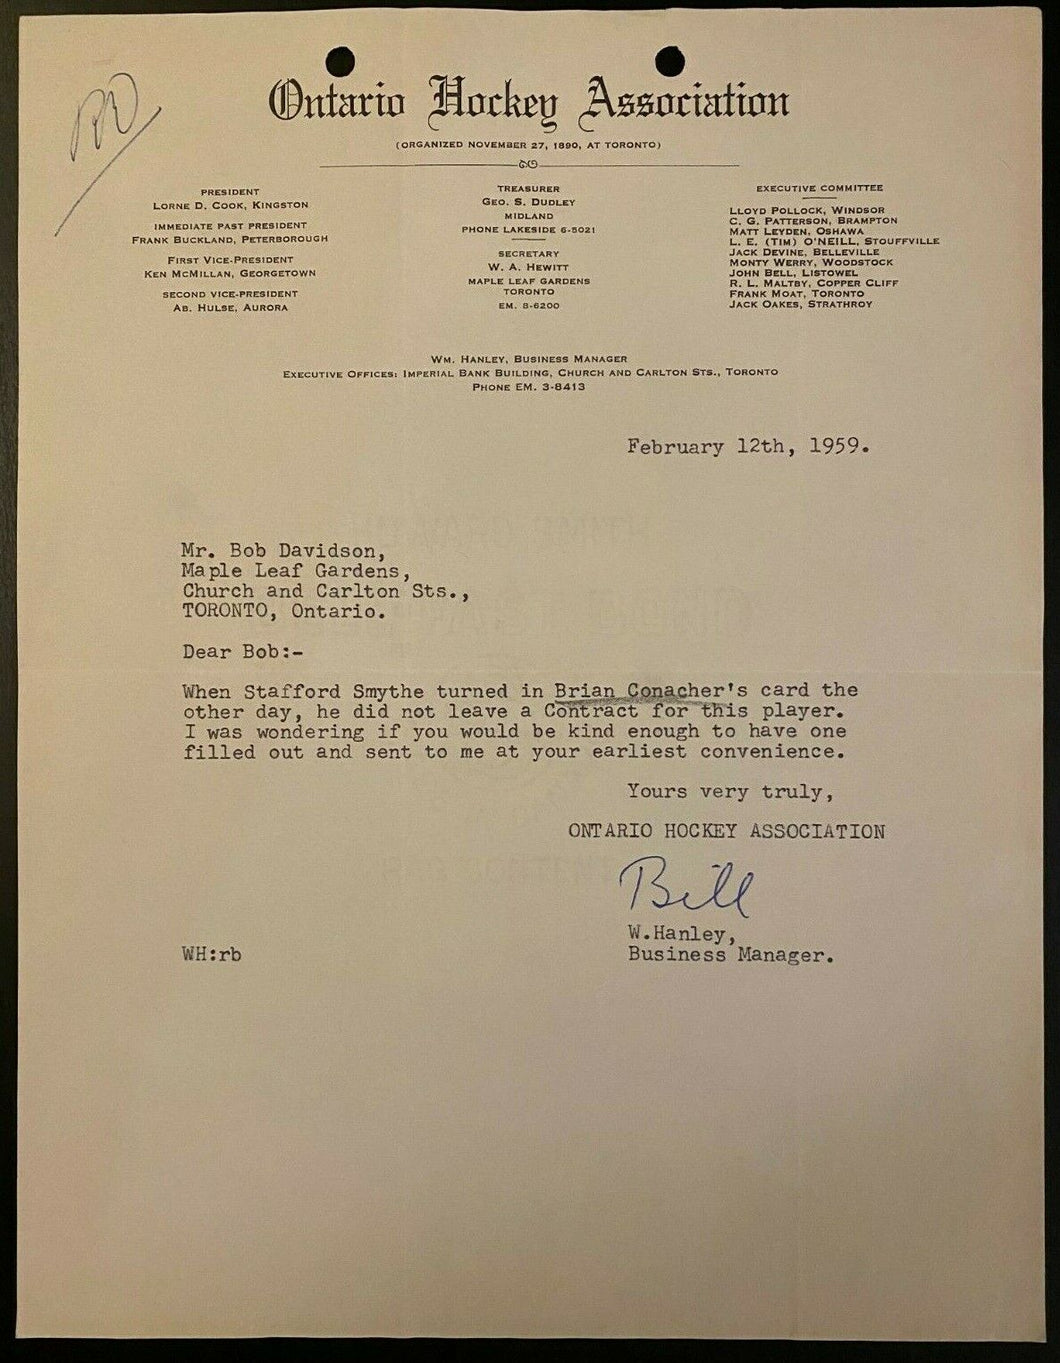 Ontario Hockey Association
(ORGANIZED NOVEMBER 27, 1890, AT TORONTO)
PRESIDENT
LORNE D. COOK, KINGSTON
IMMEDIATE PAST PRESIDENT
FRANK BUCKLAND, PETERBOROUGH
FIRST VICE-PRESIDENT
KEN MCMILLAN, GEORGETOWN
SECOND VICE-PRESIDENT
AB. HULSE, AURORA
TREASURER
GEO. S. DUDLEY
MIDLAND
PHONE LAKESIDE 6-5021
SECRETARY
W. A. HEWITT
MAPLE LEAF GARDENS
TORONTO
EM. 8-6200
EXECUTIVE COMMITTEE
LLOYD POLLOCK, WINDSOR
C. G. PATTERSON, BRAMPTON
MATT LEYDEN, OSHAWA
L. E. (TIM) O'NEILL, STOUFFVILLE
JACK DEVINE, BELLEVILLE
MONTY WERRY, WOODSTOCK
JOHN BELL, LISTOWEL
R. L. MALTBY, COPPER CLIFF
FRANK MOAT, TORONTO
JACK OAKES, STRATHROY
WM. HANLEY, BUSINESS MANAGER
EXECUTIVE OFFICES: IMPERIAL BANK BUILDING, CHURCH AND CARLTON STS., TORONTO
PHONE EM. 3-8413
February 12th, 1959.
Mr. Bob Davidson,
Maple Leaf Gardens,
Church and Carlton Sts.,
TORONTO, Ontario.
Dear Bob:-
When Stafford Smythe turned in Brian Conacher's card the
other day, he did not leave a Contract for this player.
I was wondering if you would be kind enough to have one
filled out and sent to me at your earliest convenience.
Yours very truly,
ONTARIO HOCKEY ASSOCIATION
Bill
W.Hanley,
Business Manager.
WH:rb